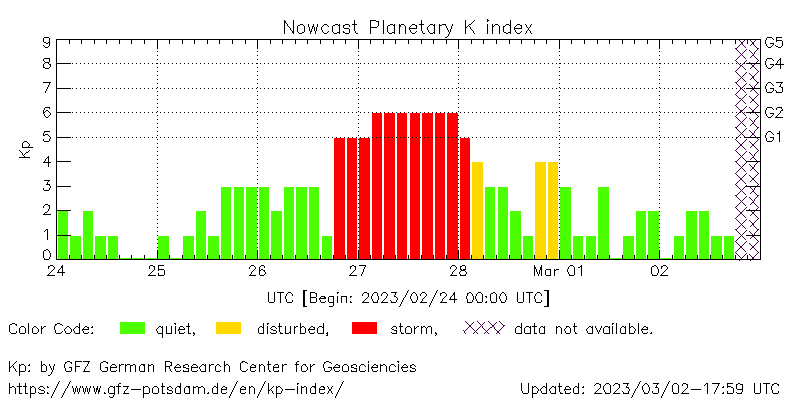 Nowcast Planetary K index
9 G5
8 G4
7 G3
6 G2
5 G1
Kp
4
3
2
1
0
24 25 26 27 28 Mar 01 02
UTC [Begin: 2023/02/24 00:00 UTC]
Color Code: quiet, disturbed, storm, data not available.
Kp: by GFZ German Research Center for Geosciencies
https://www.gfz-potsdam.de/en/kp-index/ Updated: 2023/03/02-17:59 UTC